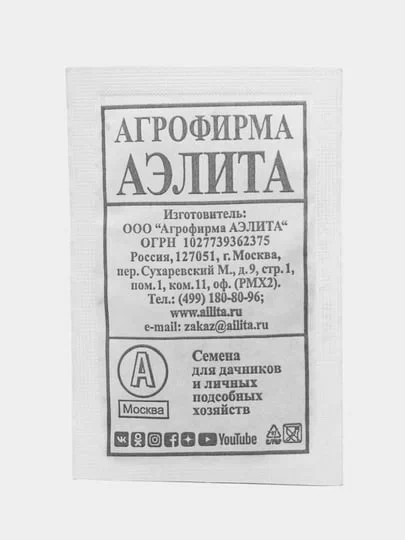 АГРОФИРМА
АЭЛИТА
Изготовитель:
ООО "Агрофирма АЭЛИТА"
ОГРН 1027739362375
Россия, 127051, г. Москва,
пер. Сухаревский М., д.9, стр.1,
пом.1, ком.11, оф. (РМХ2).
Тел.: (499) 180-80-96;
www.ailita.ru
e-mail: zakaz@ailita.ru
А
Москва
Семена
для дачников
и личных
подсобных
хозяйств
YouTube